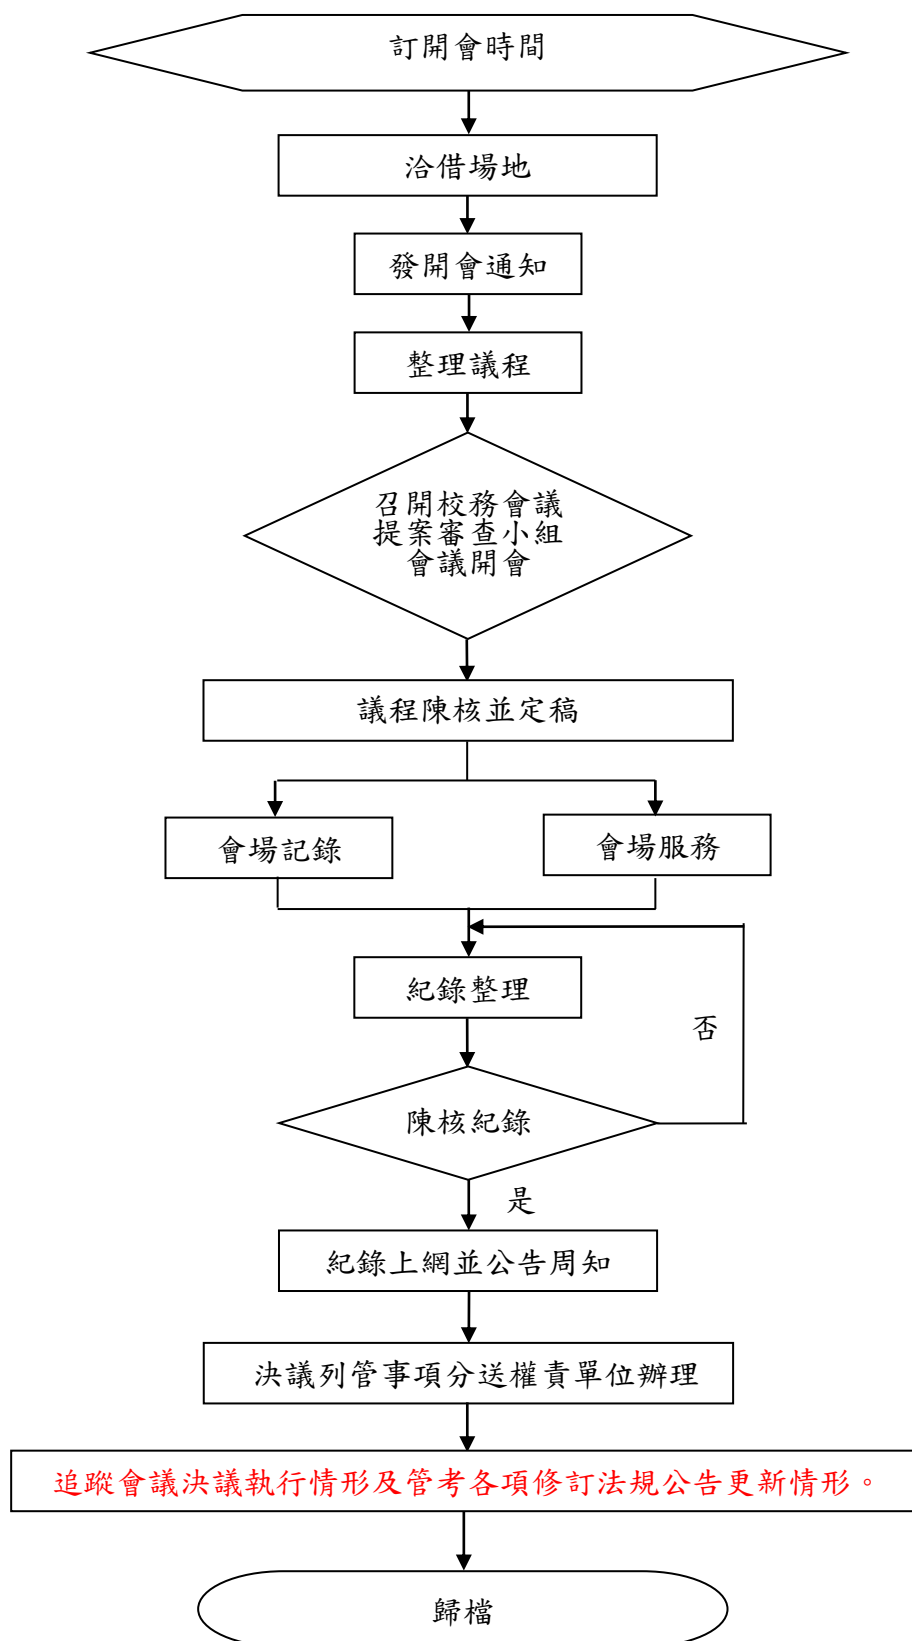 訂開會時間
洽借場地
發開會通知
整理議程
召開校務會議
提案審查小組
會議開會
議程陳核並定稿
會場記錄
會場服務
紀錄整理
否
陳核紀錄
是
紀錄上網並公告周知
決議列管事項分送權責單位辦理
追蹤會議決議執行情形及管考各項修訂法規公告更新情形。
歸檔